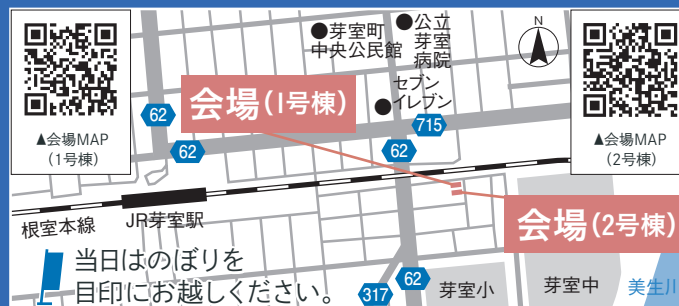 ▲会場MAP
(1号棟)
●芽室町
中央公民館
●公立
芽室
病院
N
▲会場MAP
(2号棟)
会場(1号棟)
セブン
イレブン
62
62
715
62
根室本線
JR芽室駅
会場(2号棟)
当日はのぼりを
目印にお越しください。
317
62
芽室小
芽室中
美生川